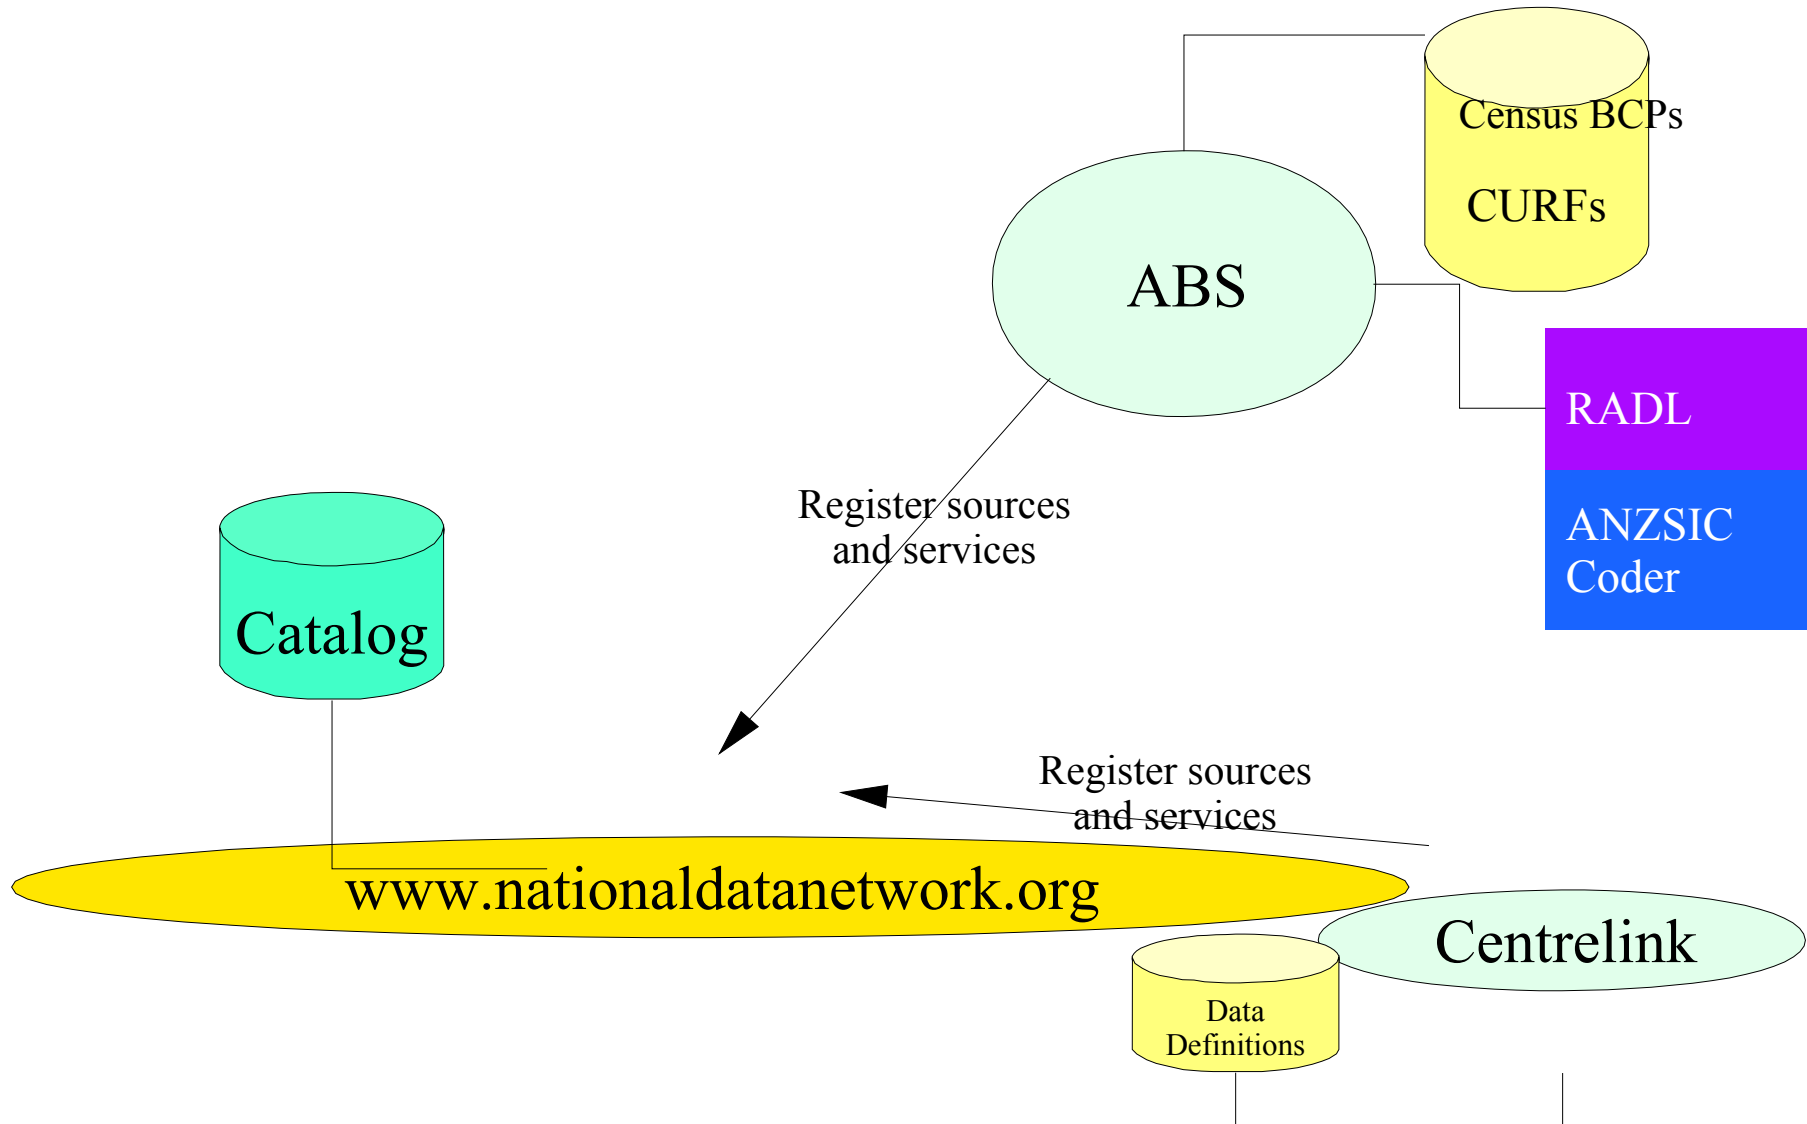 Census BCPs
CURFs
ABS
RADL
ANZSIC
Coder
Register sources
and services
Catalog
Register sources
and services
www.nationaldatanetwork.org
Centrelink
Data
Definitions